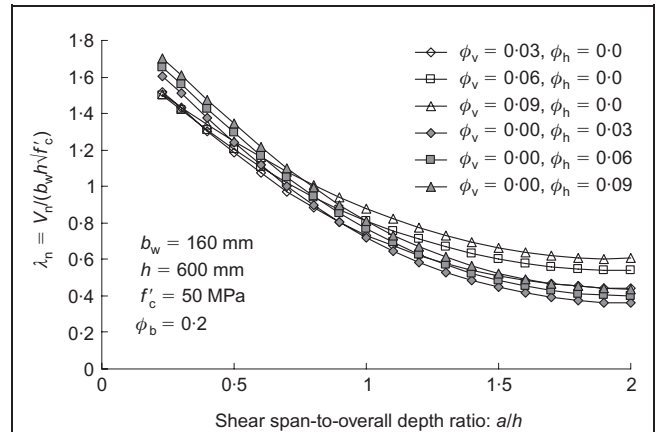 1·8
1·6
1·4
1·2
1
0·8
0·6
0·4
0·2
0
λn = Vn/(bwh√f′c)
ϕv = 0·03, ϕh = 0·0
ϕv = 0·06, ϕh = 0·0
ϕv = 0·09, ϕh = 0·0
ϕv = 0·00, ϕh = 0·03
ϕv = 0·00, ϕh = 0·06
ϕv = 0·00, ϕh = 0·09
bw = 160 mm
h = 600 mm
f′c = 50 MPa
ϕb = 0·2
0 0·5 1 1·5 2
Shear span-to-overall depth ratio: a/h